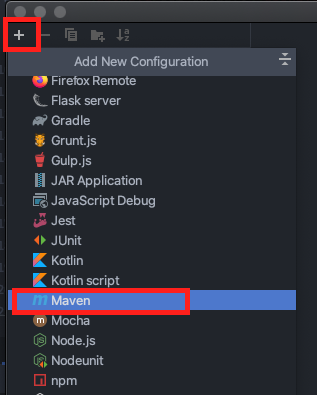 Add New Configuration
Firefox Remote
Flask server
Gradle
Grunt.js
Gulp.js
JAR Application
JavaScript Debug
Jest
JUnit
Kotlin
Kotlin script
Maven
Mocha
Node.js
Nodeunit
npm